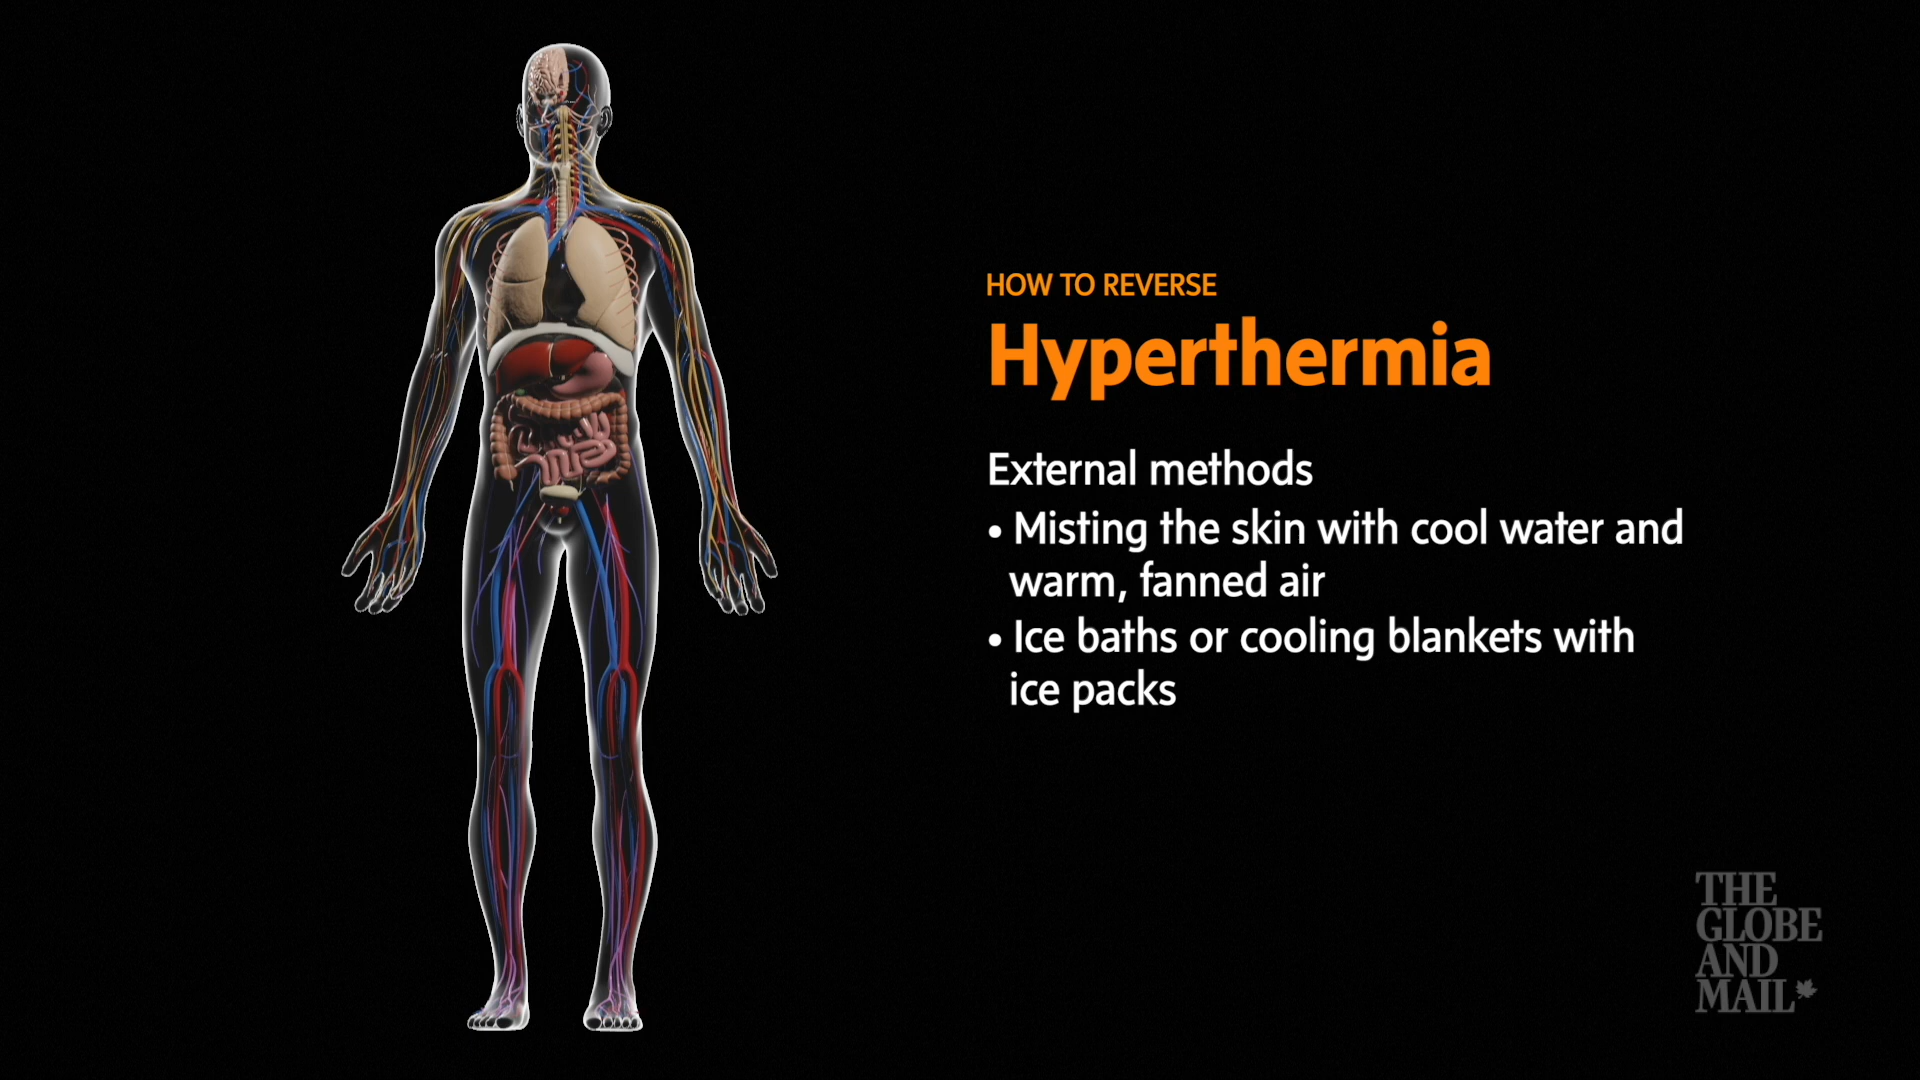 HOW TO REVERSE
Hyperthermia
External methods
• Misting the skin with cool water and
warm, fanned air
• Ice baths or cooling blankets with
ice packs
THE
GLOBE
AND
MAIL